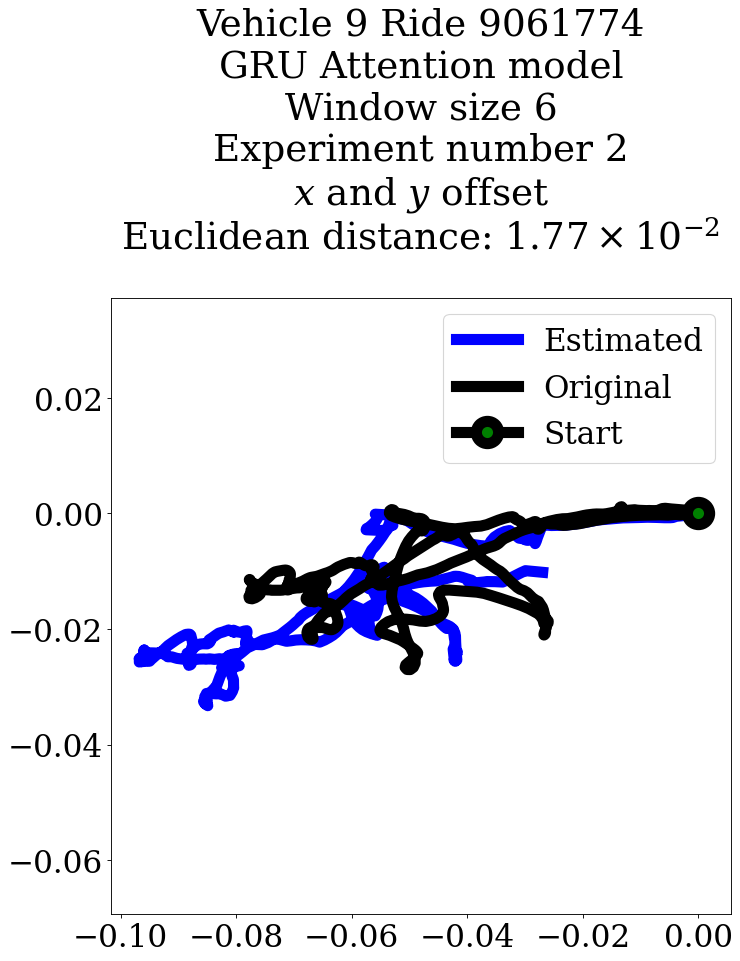 Vehicle 9 Ride 9061774
GRU Attention model
Window size 6
Experiment number 2
x and y offset
Euclidean distance: 1.77 × 10⁻²
Estimated
Original
Start
0.02
0.00
−0.02
−0.04
−0.06
−0.10 −0.08 −0.06 −0.04 −0.02 0.00